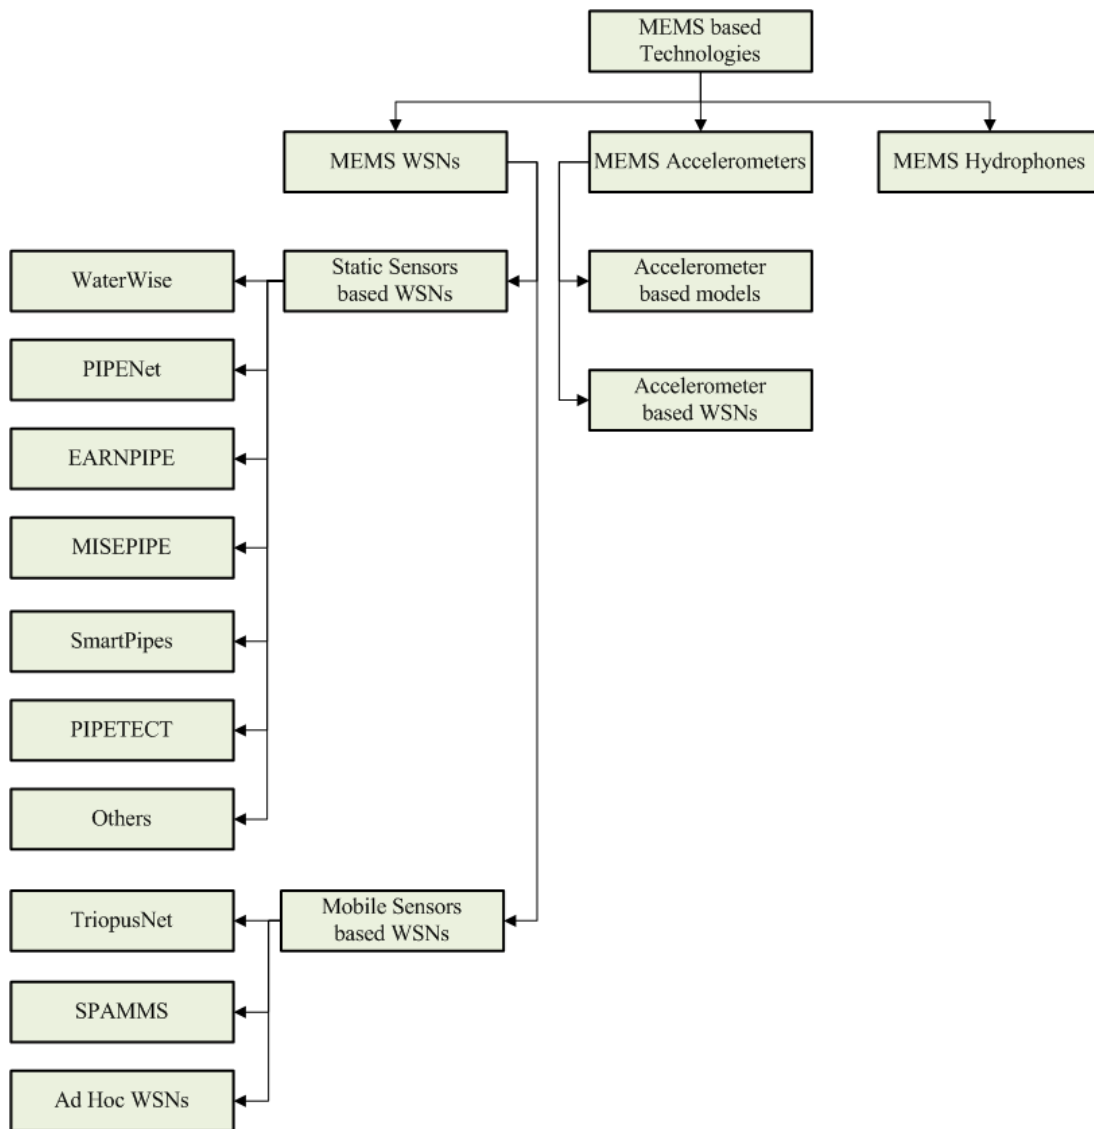 MEMS based
Technologies
MEMS WSNs
MEMS Accelerometers
MEMS Hydrophones
WaterWise
Static Sensors
based WSNs
Accelerometer
based models
PIPENet
Accelerometer
based WSNs
EARNPIPE
MISEPIPE
SmartPipes
PIPETECT
Others
TriopusNet
Mobile Sensors
based WSNs
SPAMMS
Ad Hoc WSNs